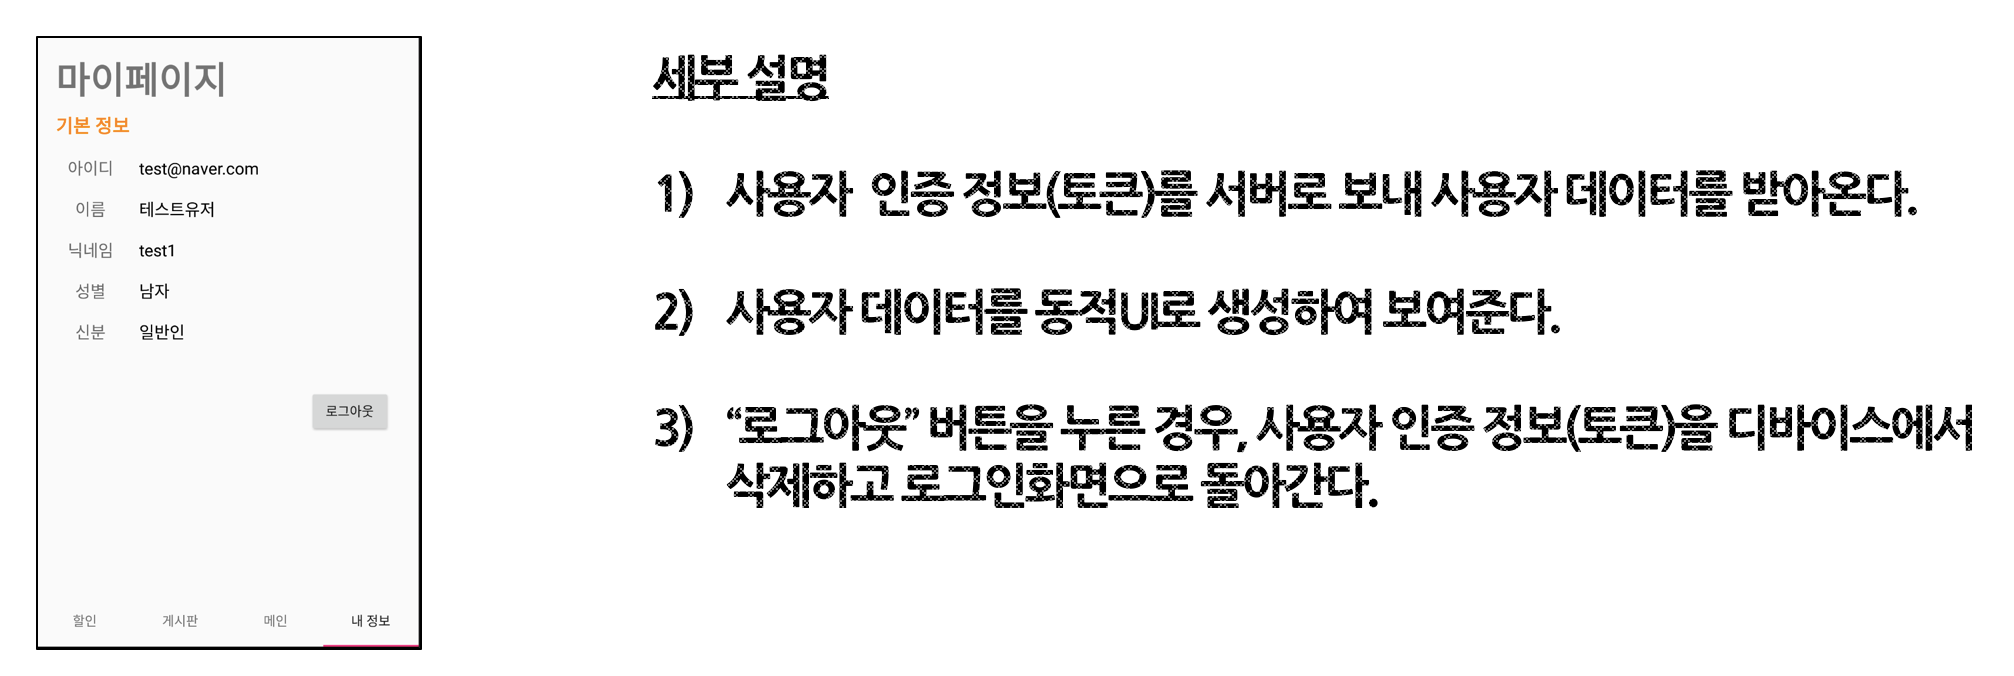 마이페이지
기본 정보
아이디 test@naver.com
이름 테스트유저
닉네임 test1
성별 남자
신분 일반인
로그아웃
할인 게시판 메인 내 정보
세부 설명
1) 사용자 인증 정보(토큰)를 서버로 보내 사용자 데이터를 받아온다.
2) 사용자 데이터를 동적UI로 생성하여 보여준다.
3) “로그아웃” 버튼을 누른 경우, 사용자 인증 정보(토큰)을 디바이스에서
삭제하고 로그인화면으로 돌아간다.